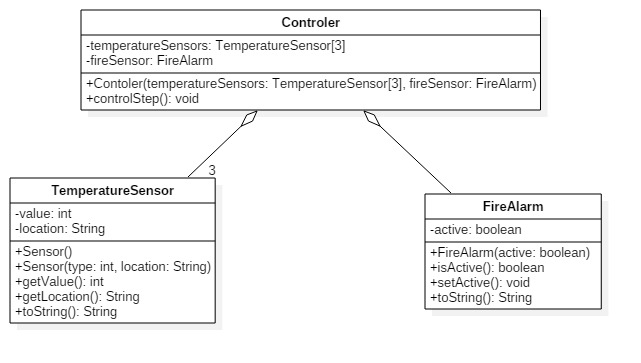 Controler
-temperatureSensors: TemperatureSensor[3]
-fireSensor: FireAlarm
+Contoler(temperatureSensors: TemperatureSensor[3], fireSensor: FireAlarm)
+controlStep(): void
3
TemperatureSensor
-value: int
-location: String
+Sensor()
+Sensor(type: int, location: String)
+getValue(): int
+getLocation(): String
+toString(): String
FireAlarm
-active: boolean
+FireAlarm(active: boolean)
+isActive(): boolean
+setActive(): void
+toString(): String